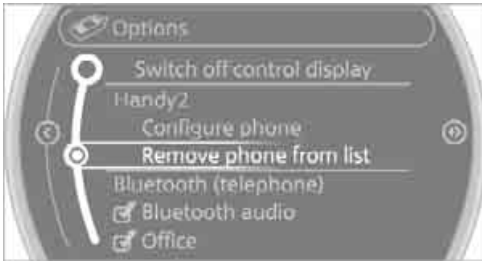 Options
Switch off control display
Handy2
Configure phone
Remove phone from list
Bluetooth (telephone)
Bluetooth audio
Office